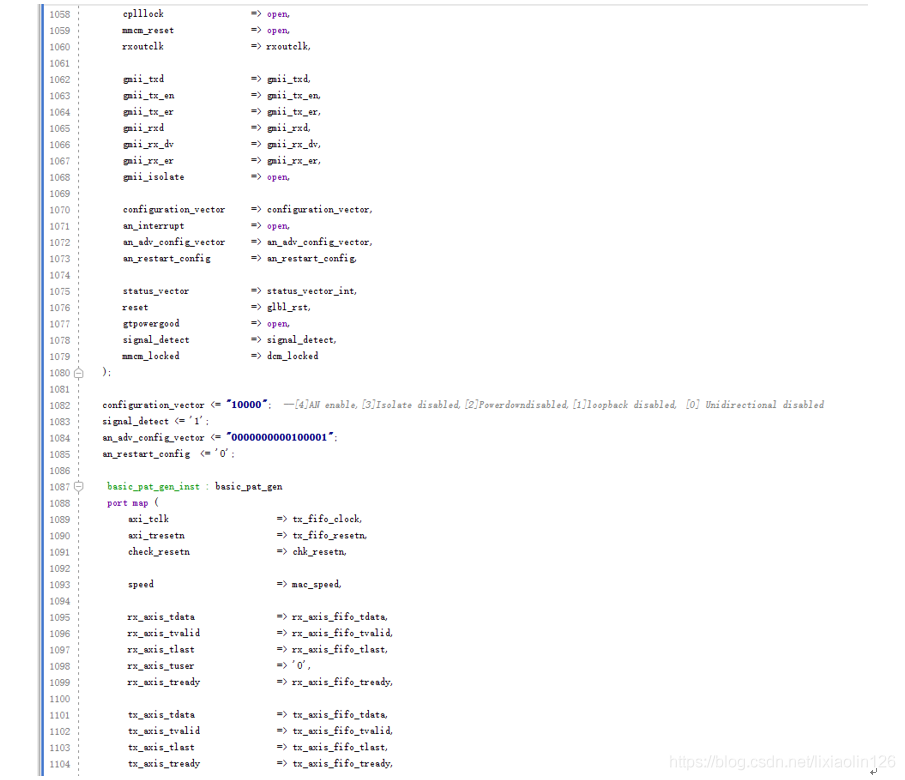 1058 cplllock => open,
1059 mmcm_reset => open,
1060 rxoutclk => rxoutclk,
1061
1062 gmii_txd => gmii_txd,
1063 gmii_tx_en => gmii_tx_en,
1064 gmii_tx_er => gmii_tx_er,
1065 gmii_rxd => gmii_rxd,
1066 gmii_rx_dv => gmii_rx_dv,
1067 gmii_rx_er => gmii_rx_er,
1068 gmii_isolate => open,
1069
1070 configuration_vector => configuration_vector,
1071 an_interrupt => open,
1072 an_adv_config_vector => an_adv_config_vector,
1073 an_restart_config => an_restart_config,
1074
1075 status_vector => status_vector_int,
1076 reset => glbl_rst,
1077 gtpowergood => open,
1078 signal_detect => signal_detect,
1079 mmcm_locked => dcm_locked
1080 );
1081
1082 configuration_vector <= "10000"; --[4]AN enable,[3]Isolate disabled,[2]Powerdowndisabled,[1]loopback disabled, [0] Unidirectional disabled
1083 signal_detect <= '1';
1084 an_adv_config_vector <= "0000000000100001";
1085 an_restart_config <= '0';
1086
1087 basic_pat_gen_inst : basic_pat_gen
1088 port map (
1089 axi_tclk => tx_fifo_clock,
1090 axi_tresetn => tx_fifo_resetn,
1091 check_resetn => chk_resetn,
1092
1093 speed => mac_speed,
1094
1095 rx_axis_tdata => rx_axis_fifo_tdata,
1096 rx_axis_tvalid => rx_axis_fifo_tvalid,
1097 rx_axis_tlast => rx_axis_fifo_tlast,
1098 rx_axis_tuser => '0',
1099 rx_axis_tready => rx_axis_fifo_tready,
1100
1101 tx_axis_tdata => tx_axis_fifo_tdata,
1102 tx_axis_tvalid => tx_axis_fifo_tvalid,
1103 tx_axis_tlast => tx_axis_fifo_tlast,
1104 tx_axis_tready => tx_axis_fifo_tready,
https://blog.csdn.net/lixiaolin126